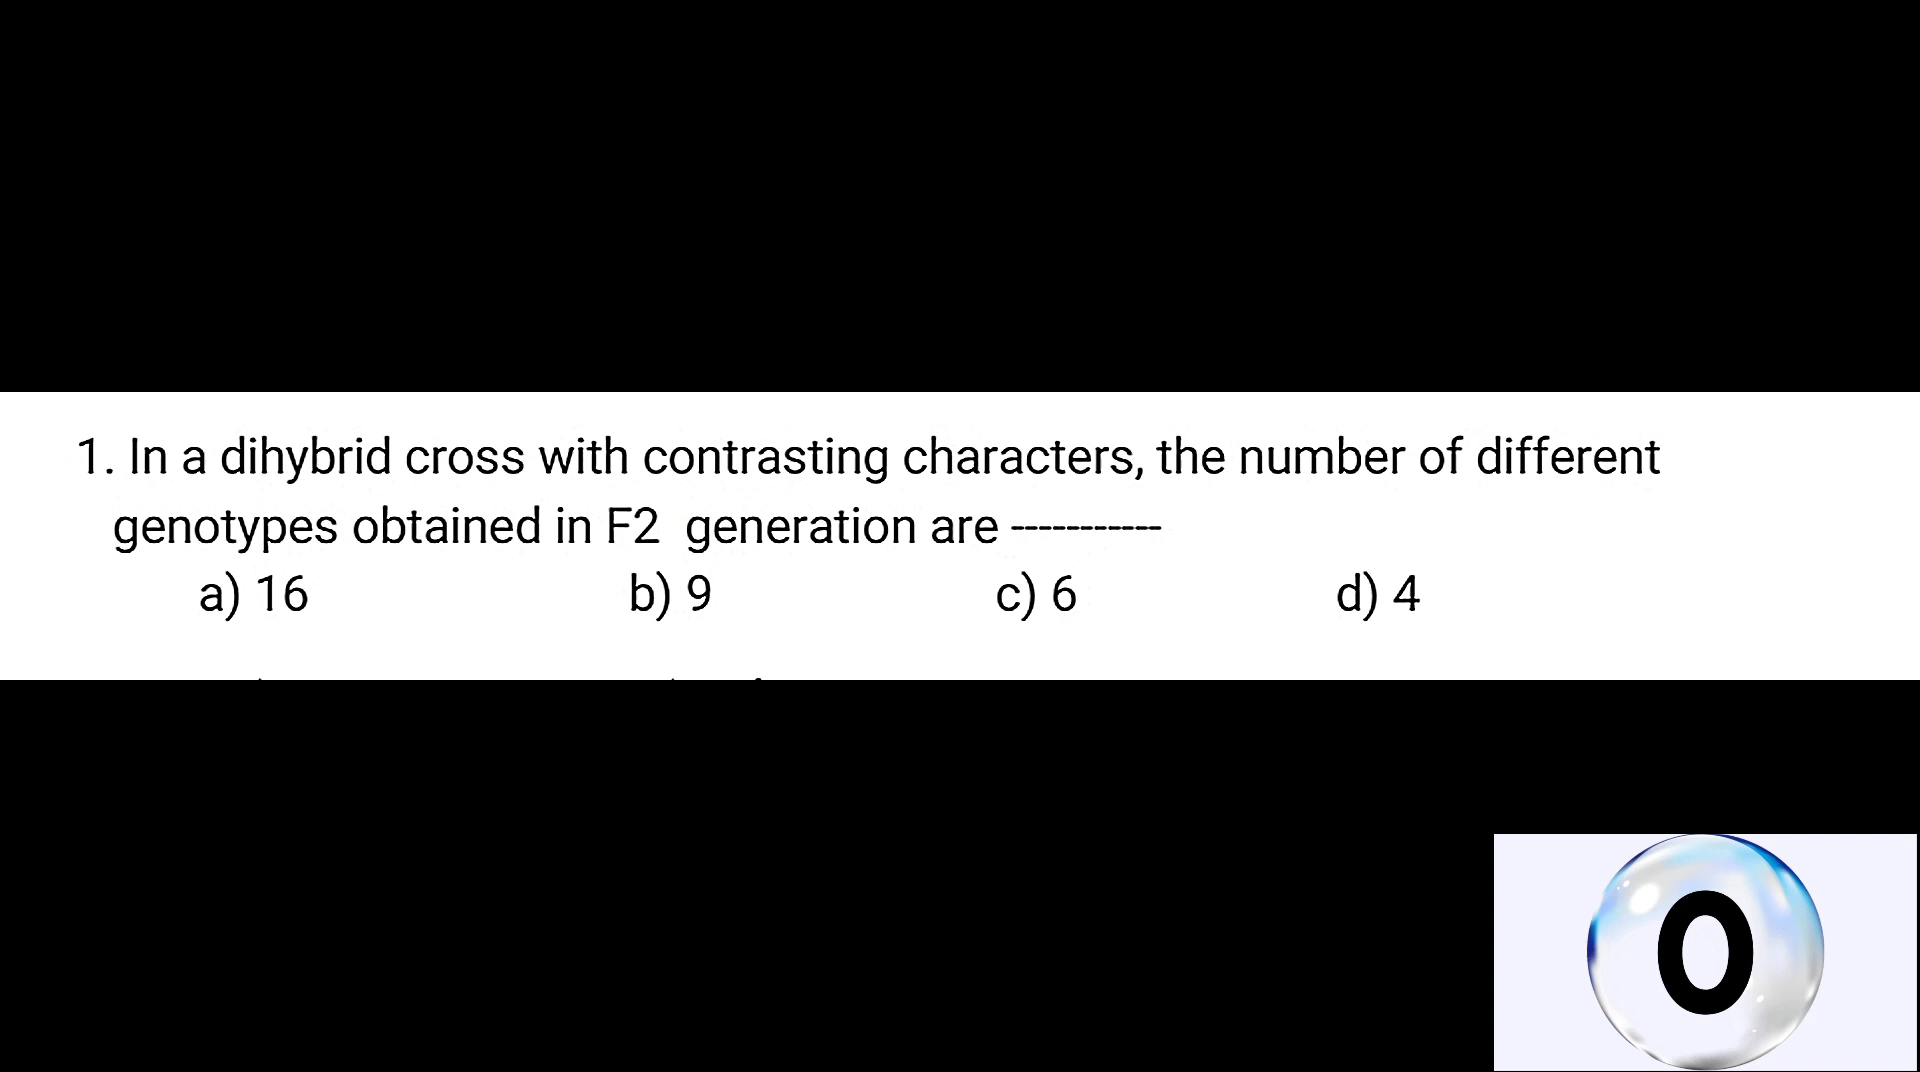 1. In a dihybrid cross with contrasting characters, the number of different
genotypes obtained in F2 generation are -----------
a) 16 b) 9 c) 6 d) 4
0